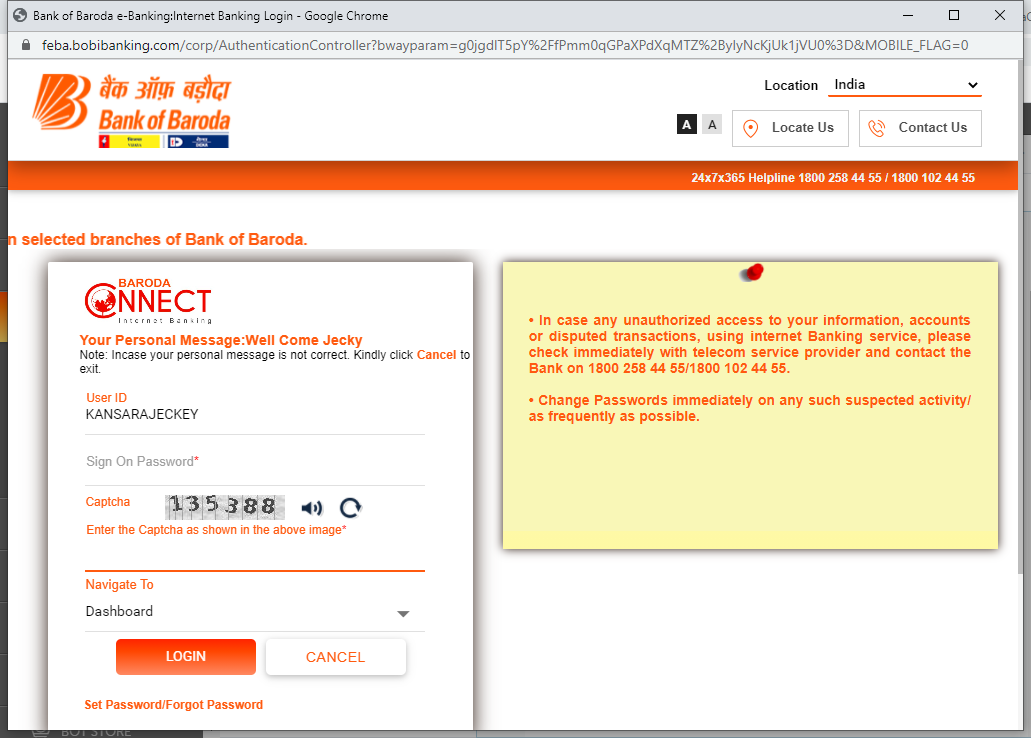 Bank of Baroda e-Banking:Internet Banking Login - Google Chrome
feba.bobibanking.com/corp/AuthenticationController?bwayparam=g0jgdIT5pY%2FfPmm0qGPaXPdXqMTZ%2BylyNcKjUk1jVU0%3D&MOBILE_FLAG=0
बैंक ऑफ़ बड़ौदा
Bank of Baroda
Location India
A A Locate Us Contact Us
24x7x365 Helpline 1800 258 44 55 / 1800 102 44 55
n selected branches of Bank of Baroda.
BARODA
CONNECT
Internet Banking
Your Personal Message:Well Come Jecky
Note: Incase your personal message is not correct. Kindly click Cancel to
exit.
User ID
KANSARAJECKEY
Sign On Password*
Captcha 135388
Enter the Captcha as shown in the above image*
Navigate To
Dashboard
LOGIN CANCEL
Set Password/Forgot Password
• In case any unauthorized access to your information, accounts
or disputed transactions, using internet Banking service, please
check immediately with telecom service provider and contact the
Bank on 1800 258 44 55/1800 102 44 55.
• Change Passwords immediately on any such suspected activity/
as frequently as possible.
BOT STORE